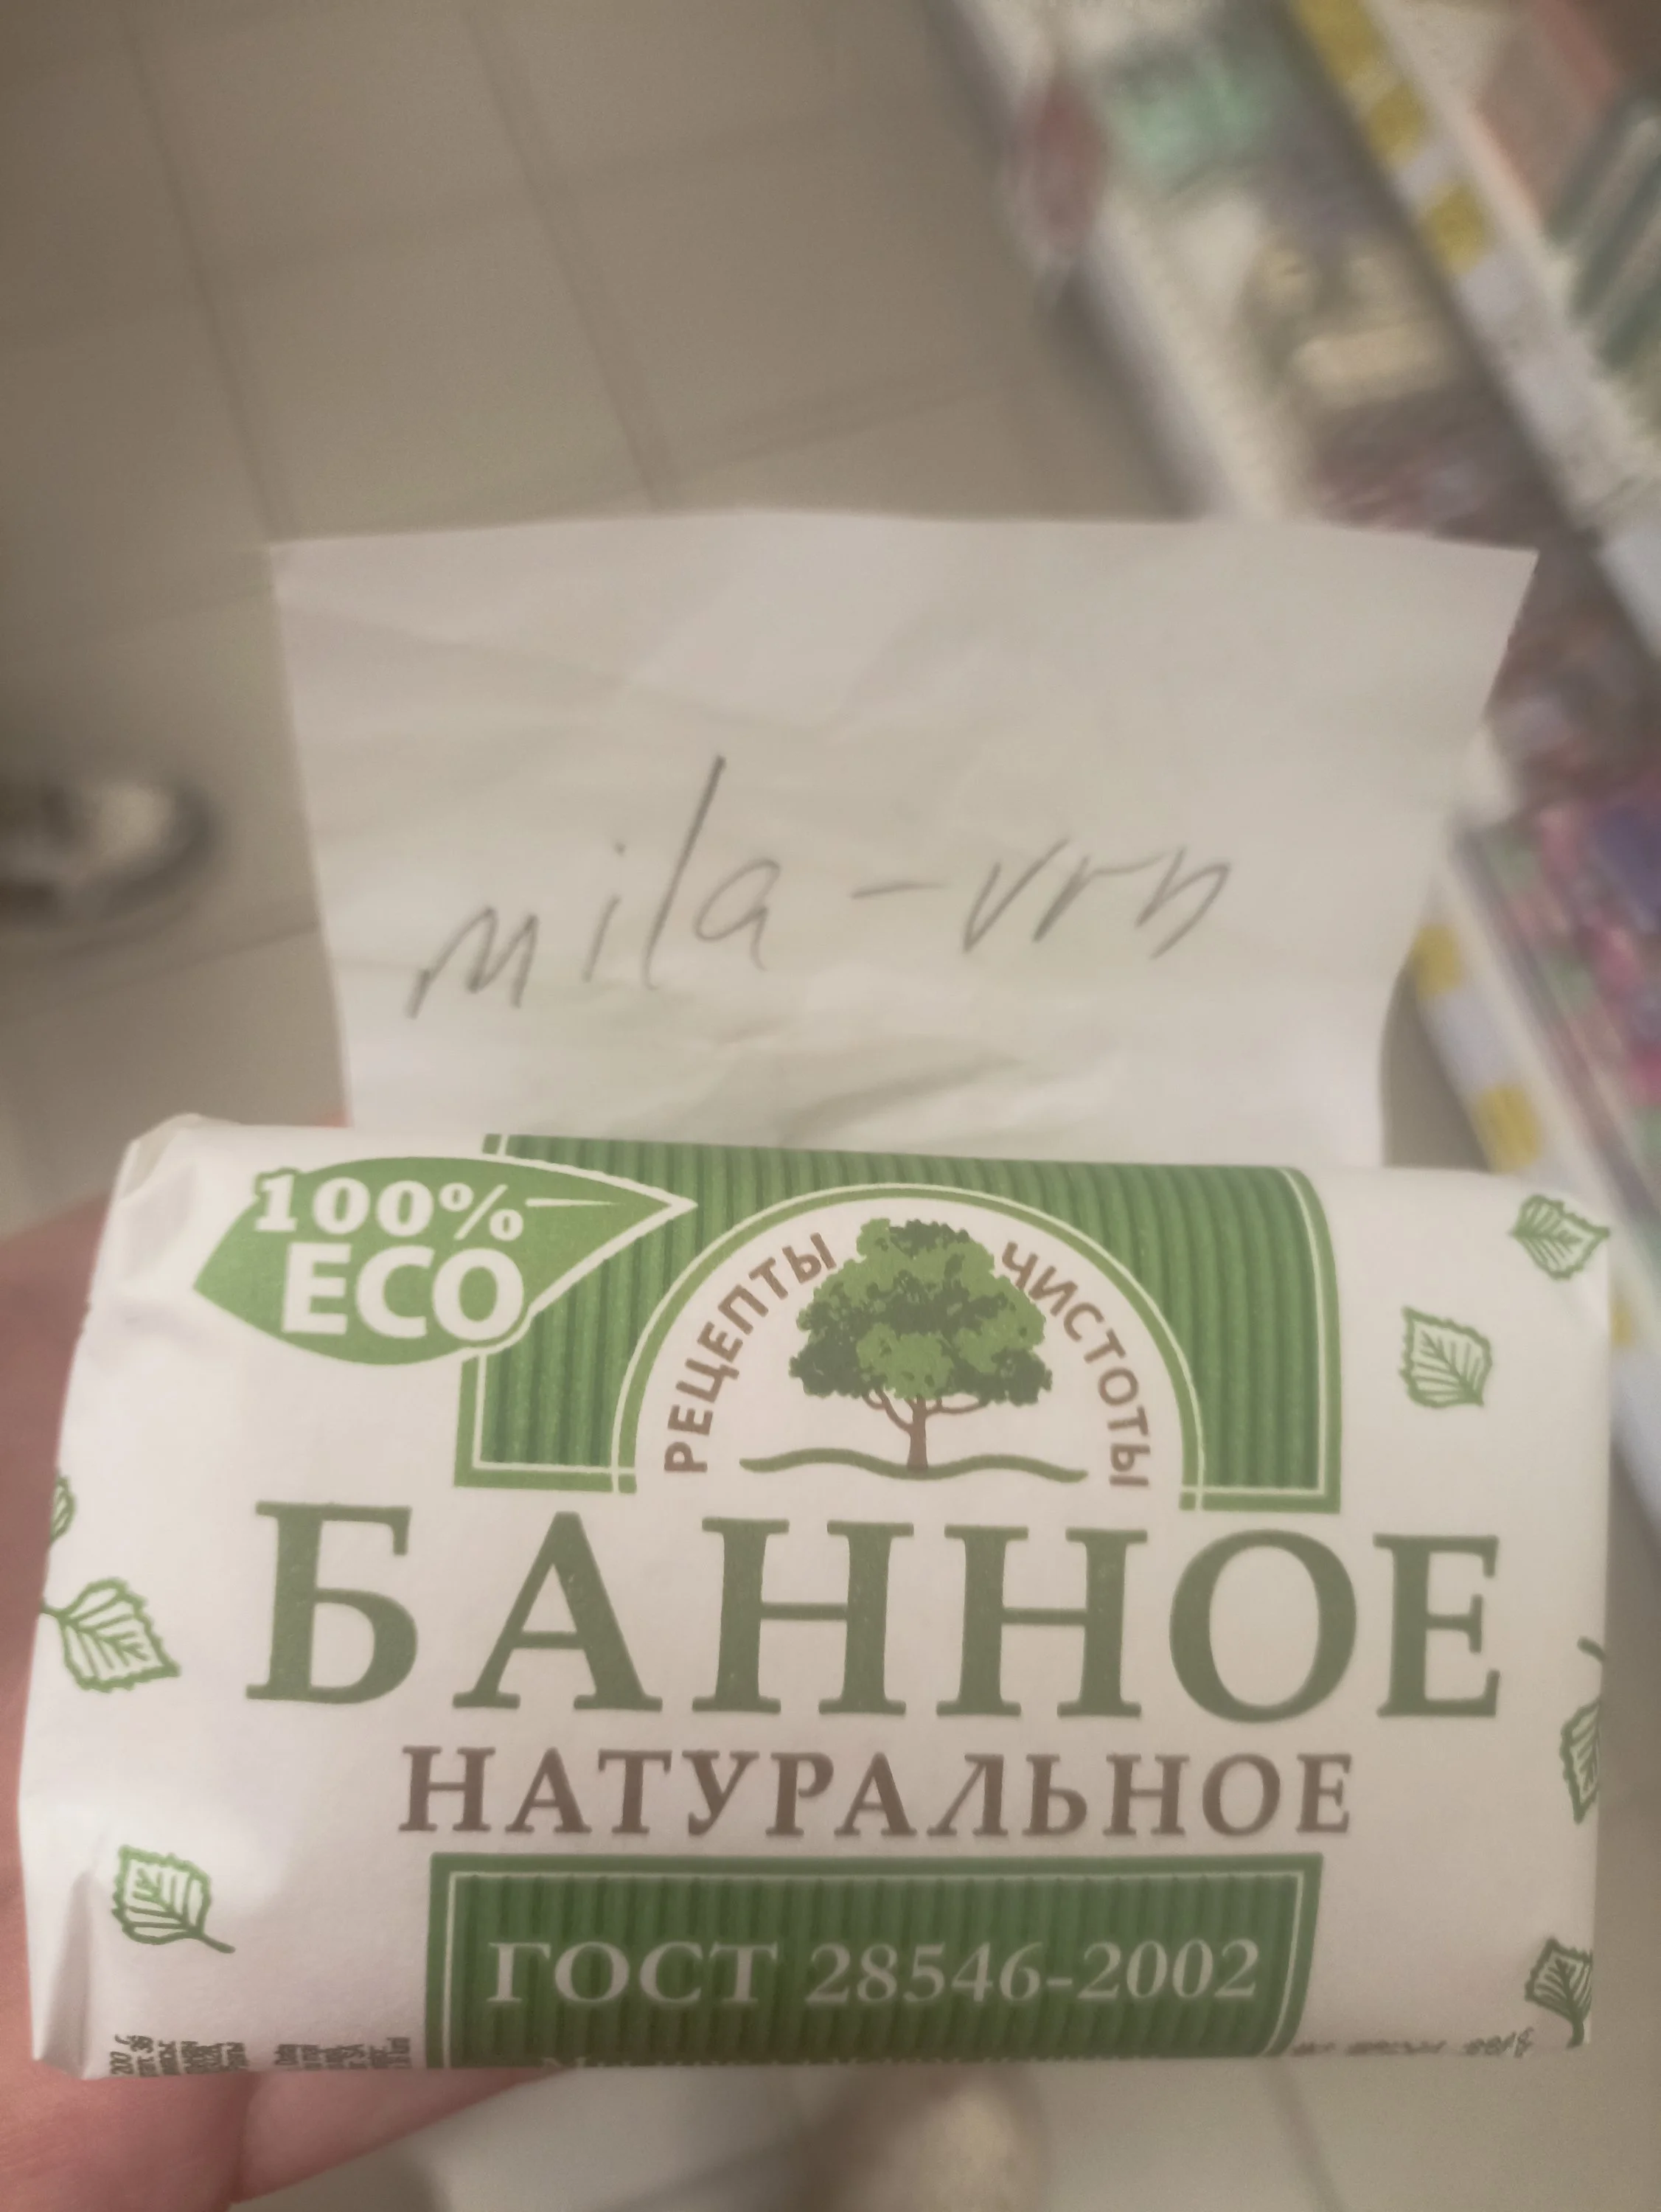 mila-vrn
100%
ECO
РЕЦЕПТЫ ЧИСТОТЫ
БАННОЕ
НАТУРАЛЬНОЕ
ГОСТ 28546-2002